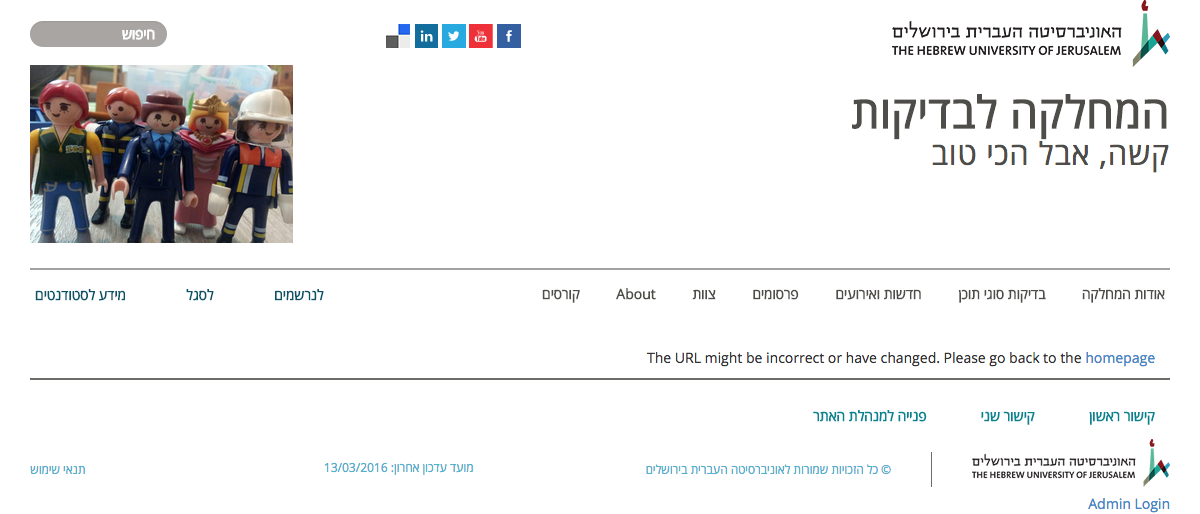 האוניברסיטה העברית בירושלים
THE HEBREW UNIVERSITY OF JERUSALEM
חיפוש
המחלקה לבדיקות
קשה, אבל הכי טוב
אודות המחלקה בדיקות סוגי תוכן חדשות ואירועים פרסומים צוות About קורסים לנרשמים לסגל מידע לסטודנטים
The URL might be incorrect or have changed. Please go back to the homepage
קישור ראשון קישור שני פנייה למנהלת האתר
האוניברסיטה העברית בירושלים
THE HEBREW UNIVERSITY OF JERUSALEM
© כל הזכויות שמורות לאוניברסיטה העברית בירושלים מועד עדכון אחרון: 13/03/2016 תנאי שימוש
Admin Login